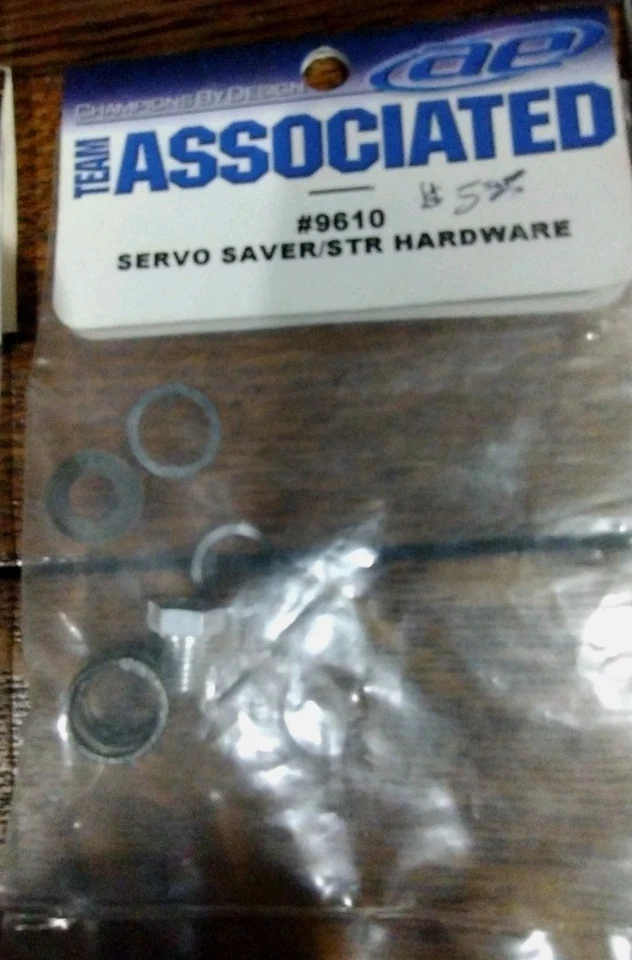 CHAMPIONS BY DESIGN
ae
TEAM ASSOCIATED
#9610
SERVO SAVER/STR HARDWARE